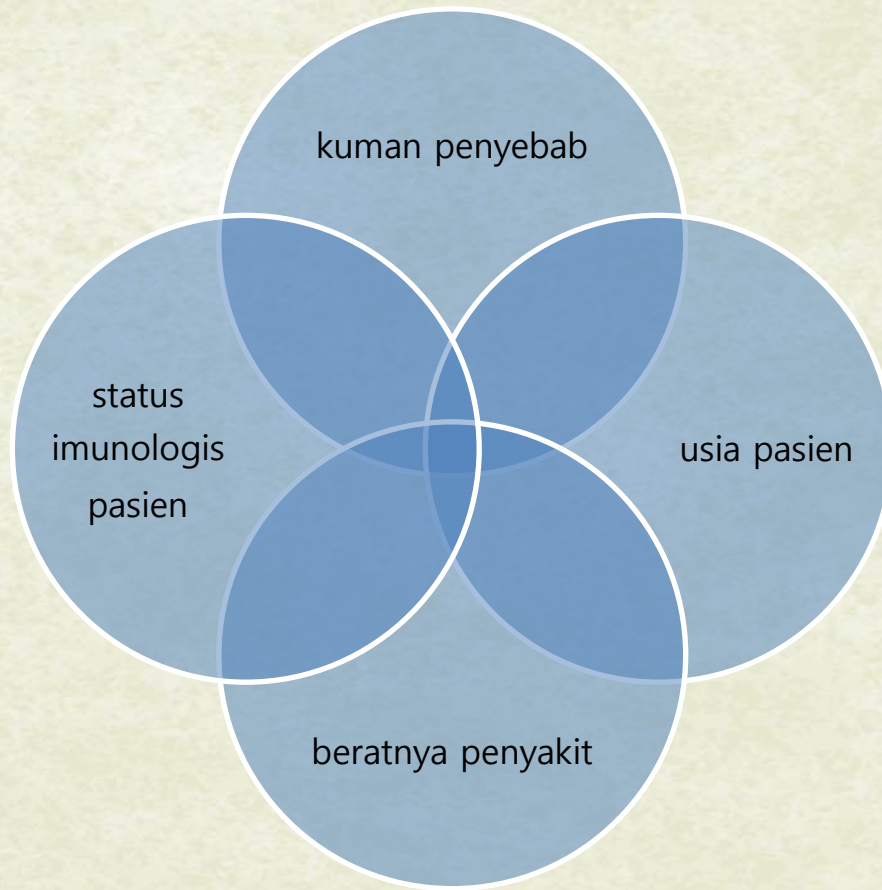 kuman penyebab
status
imunologis
pasien
usia pasien
beratnya penyakit